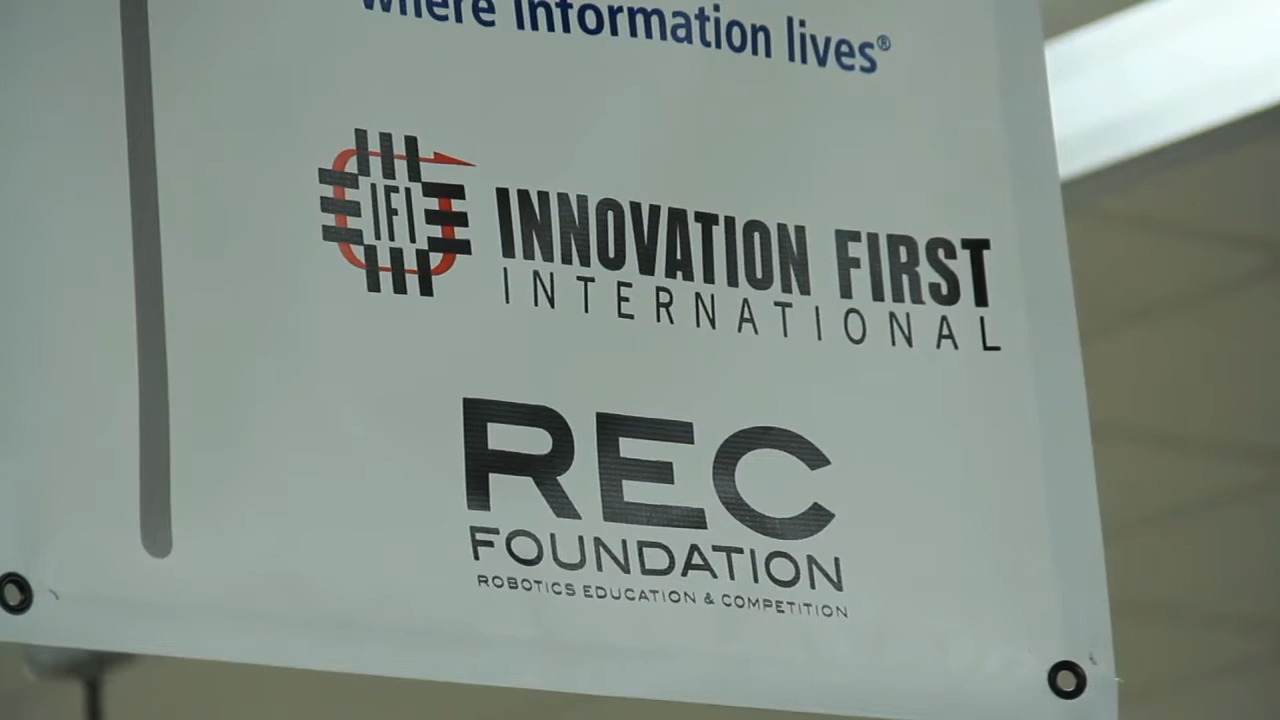 where information lives®
IFI
INNOVATION FIRST
INTERNATIONAL
REC
FOUNDATION
ROBOTICS EDUCATION & COMPETITION